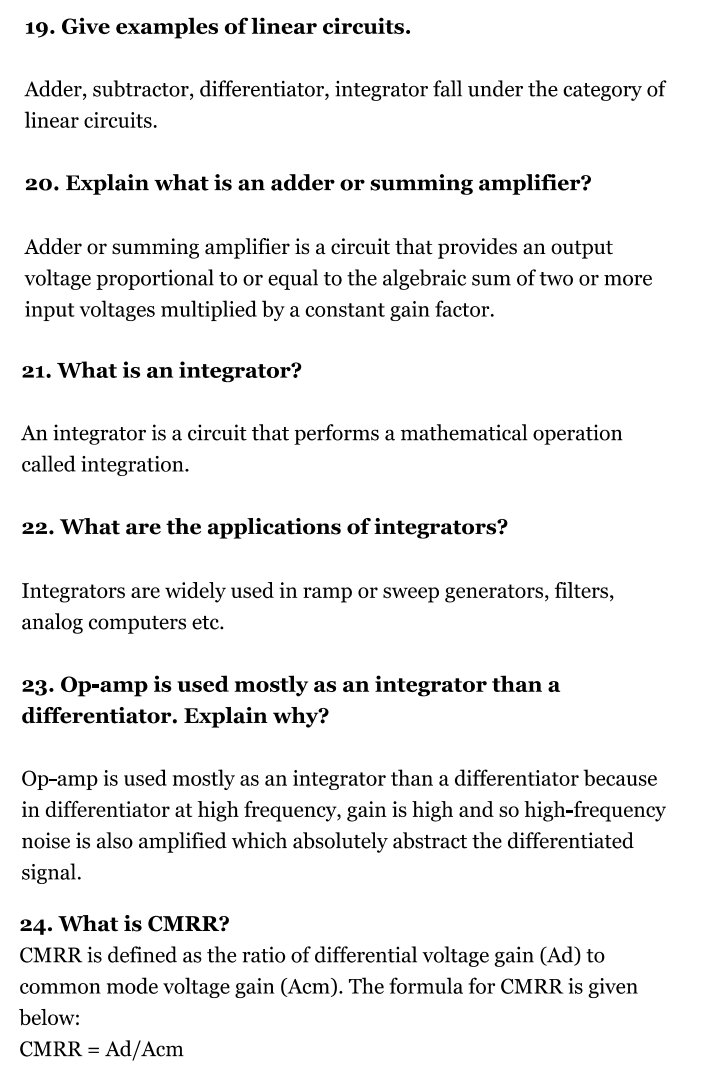 19. Give examples of linear circuits.
Adder, subtractor, differentiator, integrator fall under the category of
linear circuits.
20. Explain what is an adder or summing amplifier?
Adder or summing amplifier is a circuit that provides an output
voltage proportional to or equal to the algebraic sum of two or more
input voltages multiplied by a constant gain factor.
21. What is an integrator?
An integrator is a circuit that performs a mathematical operation
called integration.
22. What are the applications of integrators?
Integrators are widely used in ramp or sweep generators, filters,
analog computers etc.
23. Op-amp is used mostly as an integrator than a
differentiator. Explain why?
Op-amp is used mostly as an integrator than a differentiator because
in differentiator at high frequency, gain is high and so high-frequency
noise is also amplified which absolutely abstract the differentiated
signal.
24. What is CMRR?
CMRR is defined as the ratio of differential voltage gain (Ad) to
common mode voltage gain (Acm). The formula for CMRR is given
below:
CMRR = Ad/Acm